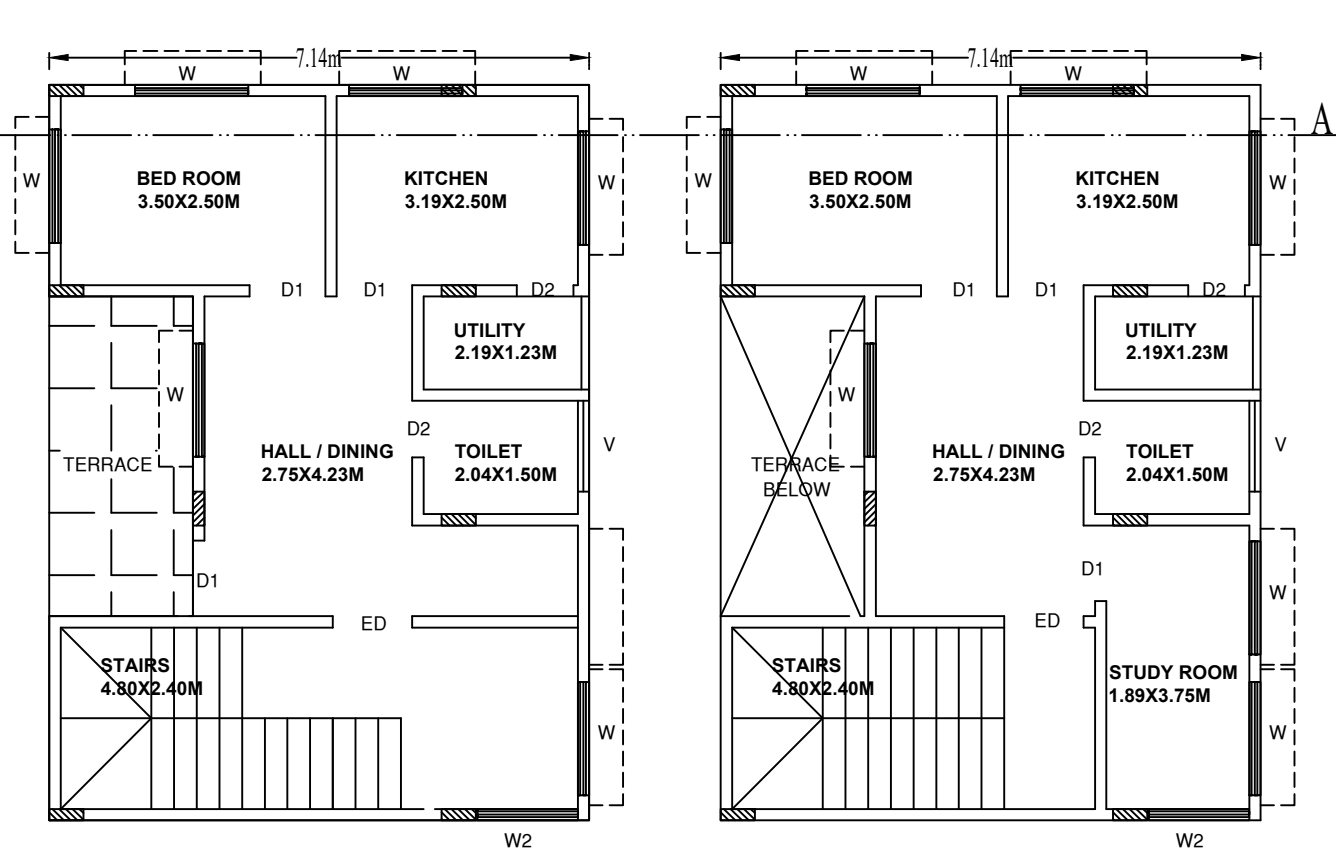 7.14m
W
W
W
BED ROOM
3.50X2.50M
KITCHEN
3.19X2.50M
W
D1
D1
D2
UTILITY
2.19X1.23M
W
D2
HALL / DINING
2.75X4.23M
TOILET
2.04X1.50M
V
TERRACE
D1
ED
STAIRS
4.80X2.40M
W
W2
7.14m
W
W
A
W
BED ROOM
3.50X2.50M
KITCHEN
3.19X2.50M
W
D1
D1
D2
UTILITY
2.19X1.23M
W
D2
HALL / DINING
2.75X4.23M
TOILET
2.04X1.50M
V
TERRACE
BELOW
D1
W
ED
STAIRS
4.80X2.40M
STUDY ROOM
1.89X3.75M
W
W2